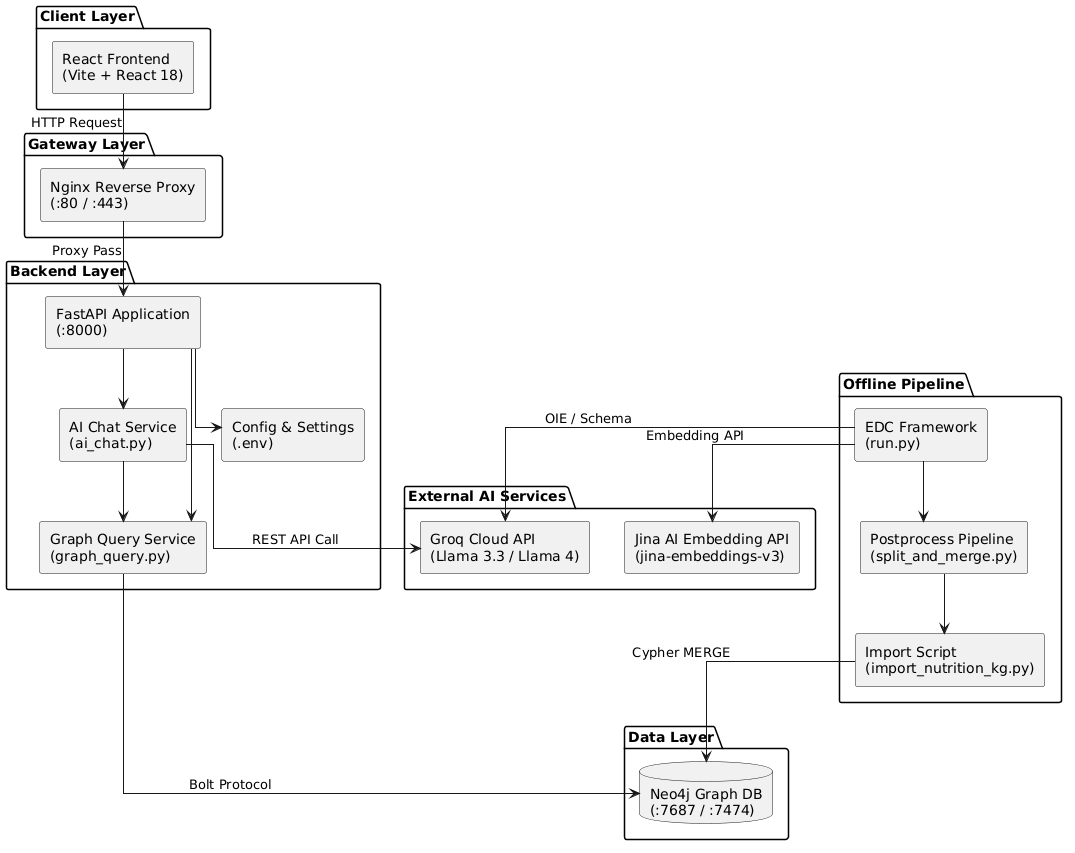 Client Layer
React Frontend
(Vite + React 18)
HTTP Request
Gateway Layer
Nginx Reverse Proxy
(:80 / :443)
Proxy Pass
Backend Layer
FastAPI Application
(:8000)
AI Chat Service
(ai_chat.py)
Config & Settings
(.env)
Graph Query Service
(graph_query.py)
REST API Call
OIE / Schema
Embedding API
External AI Services
Groq Cloud API
(Llama 3.3 / Llama 4)
Jina AI Embedding API
(jina-embeddings-v3)
Offline Pipeline
EDC Framework
(run.py)
Postprocess Pipeline
(split_and_merge.py)
Import Script
(import_nutrition_kg.py)
Cypher MERGE
Data Layer
Bolt Protocol
Neo4j Graph DB
(:7687 / :7474)